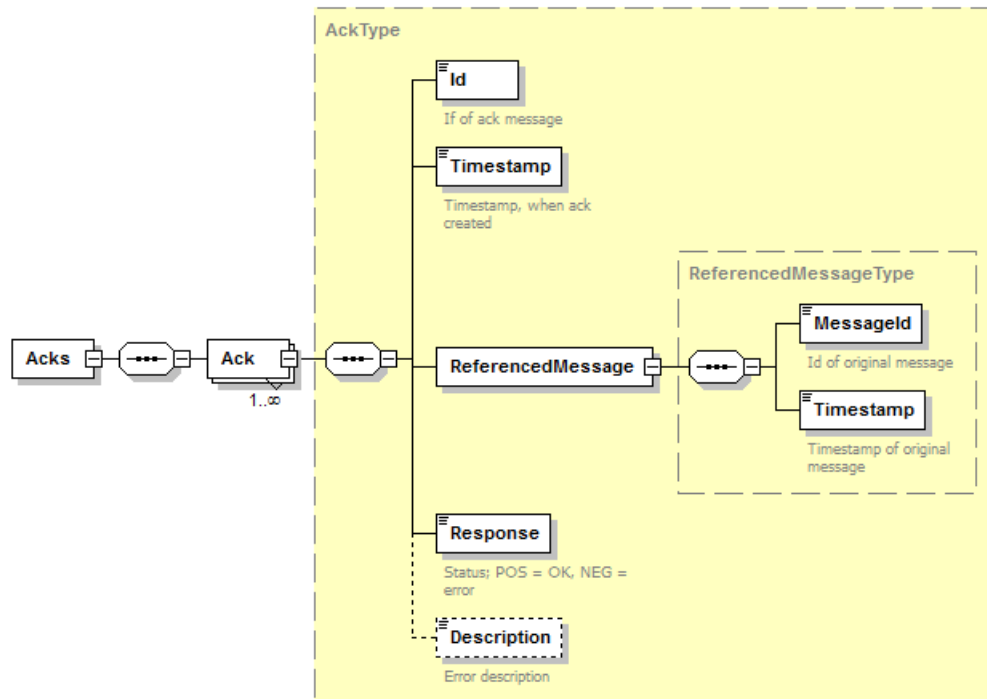 AckType
Id
If of ack message
Timestamp
Timestamp, when ack
created
ReferencedMessageType
MessageId
Id of original message
Acks
Ack
1..∞
ReferencedMessage
Timestamp
Timestamp of original
message
Response
Status; POS = OK, NEG =
error
Description
Error description